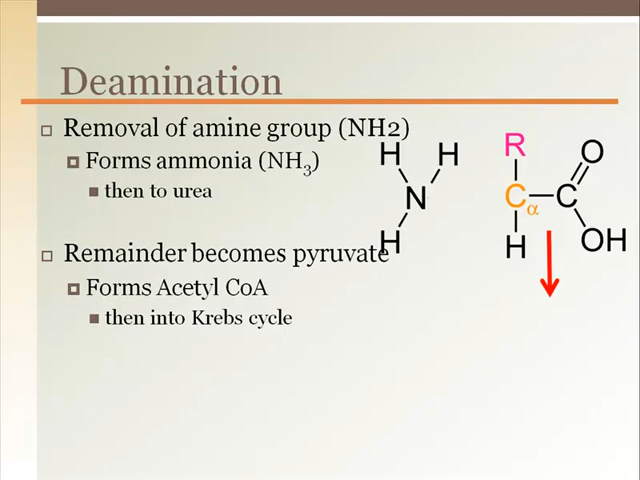 Deamination
Removal of amine group (NH2)
Forms ammonia (NH₃)
then to urea
Remainder becomes pyruvate
Forms Acetyl CoA
then into Krebs cycle
H H
N
H
R
O
Cα C
H OH